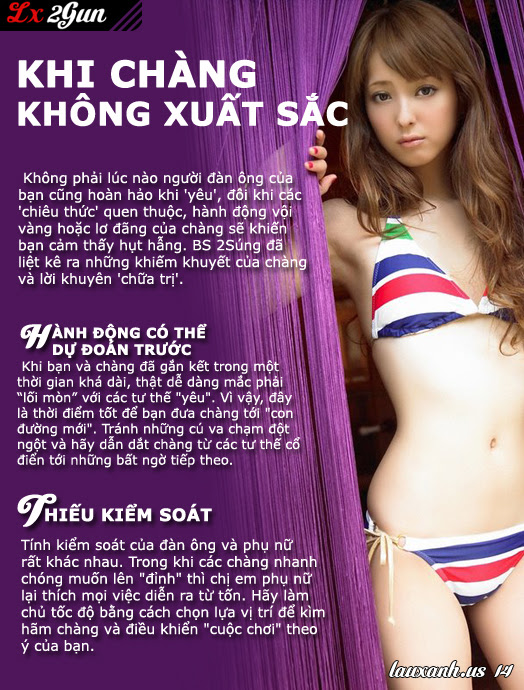 Lx 2Gun
KHI CHÀNG
KHÔNG XUẤT SẮC
Không phải lúc nào người đàn ông của
bạn cũng hoàn hảo khi 'yêu', đôi khi các
'chiêu thức' quen thuộc, hành động vội
vàng hoặc lơ đãng của chàng sẽ khiến
bạn cảm thấy hụt hẫng. BS 2Súng đã
liệt kê ra những khiếm khuyết của chàng
và lời khuyên 'chữa trị'.
HÀNH ĐỘNG CÓ THỂ
DỰ ĐOÁN TRƯỚC
Khi bạn và chàng đã gắn kết trong một
thời gian khá dài, thật dễ dàng mắc phải
“lối mòn” với các tư thế "yêu". Vì vậy, đây
là thời điểm tốt để bạn đưa chàng tới "con
đường mới". Tránh những cú va chạm đột
ngột và hãy dẫn dắt chàng từ các tư thế cổ
điển tới những bất ngờ tiếp theo.
THIẾU KIỂM SOÁT
Tính kiểm soát của đàn ông và phụ nữ
rất khác nhau. Trong khi các chàng nhanh
chóng muốn lên "đỉnh" thì chị em phụ nữ
lại thích mọi việc diễn ra từ tốn. Hãy làm
chủ tốc độ bằng cách chọn lựa vị trí để kìm
hãm chàng và điều khiển "cuộc chơi" theo
ý của bạn.
lauxanh.us 14